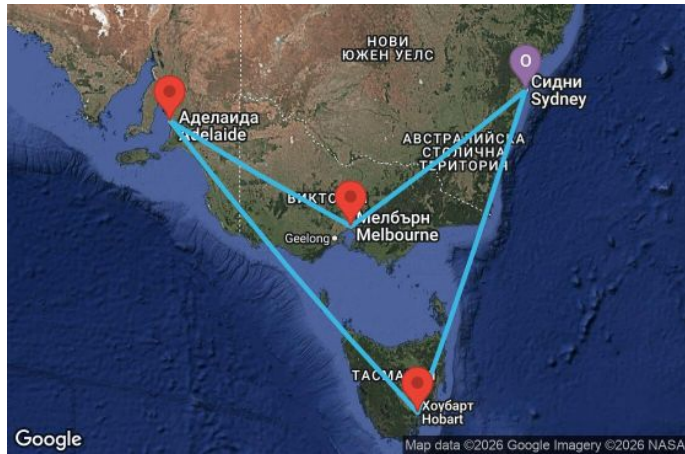 НОВИ
ЮЖЕН УЕЛС
O
Сидни
Sydney
Аделаида
Adelaide
АВСТРАЛИЙСКА
СТОЛИЧНА
ТЕРИТОРИЯ
Мелбърн
Melbourne
Geelong
Хоубарт
Hobart
Google
Map data ©2026 Google Imagery ©2026 NASA